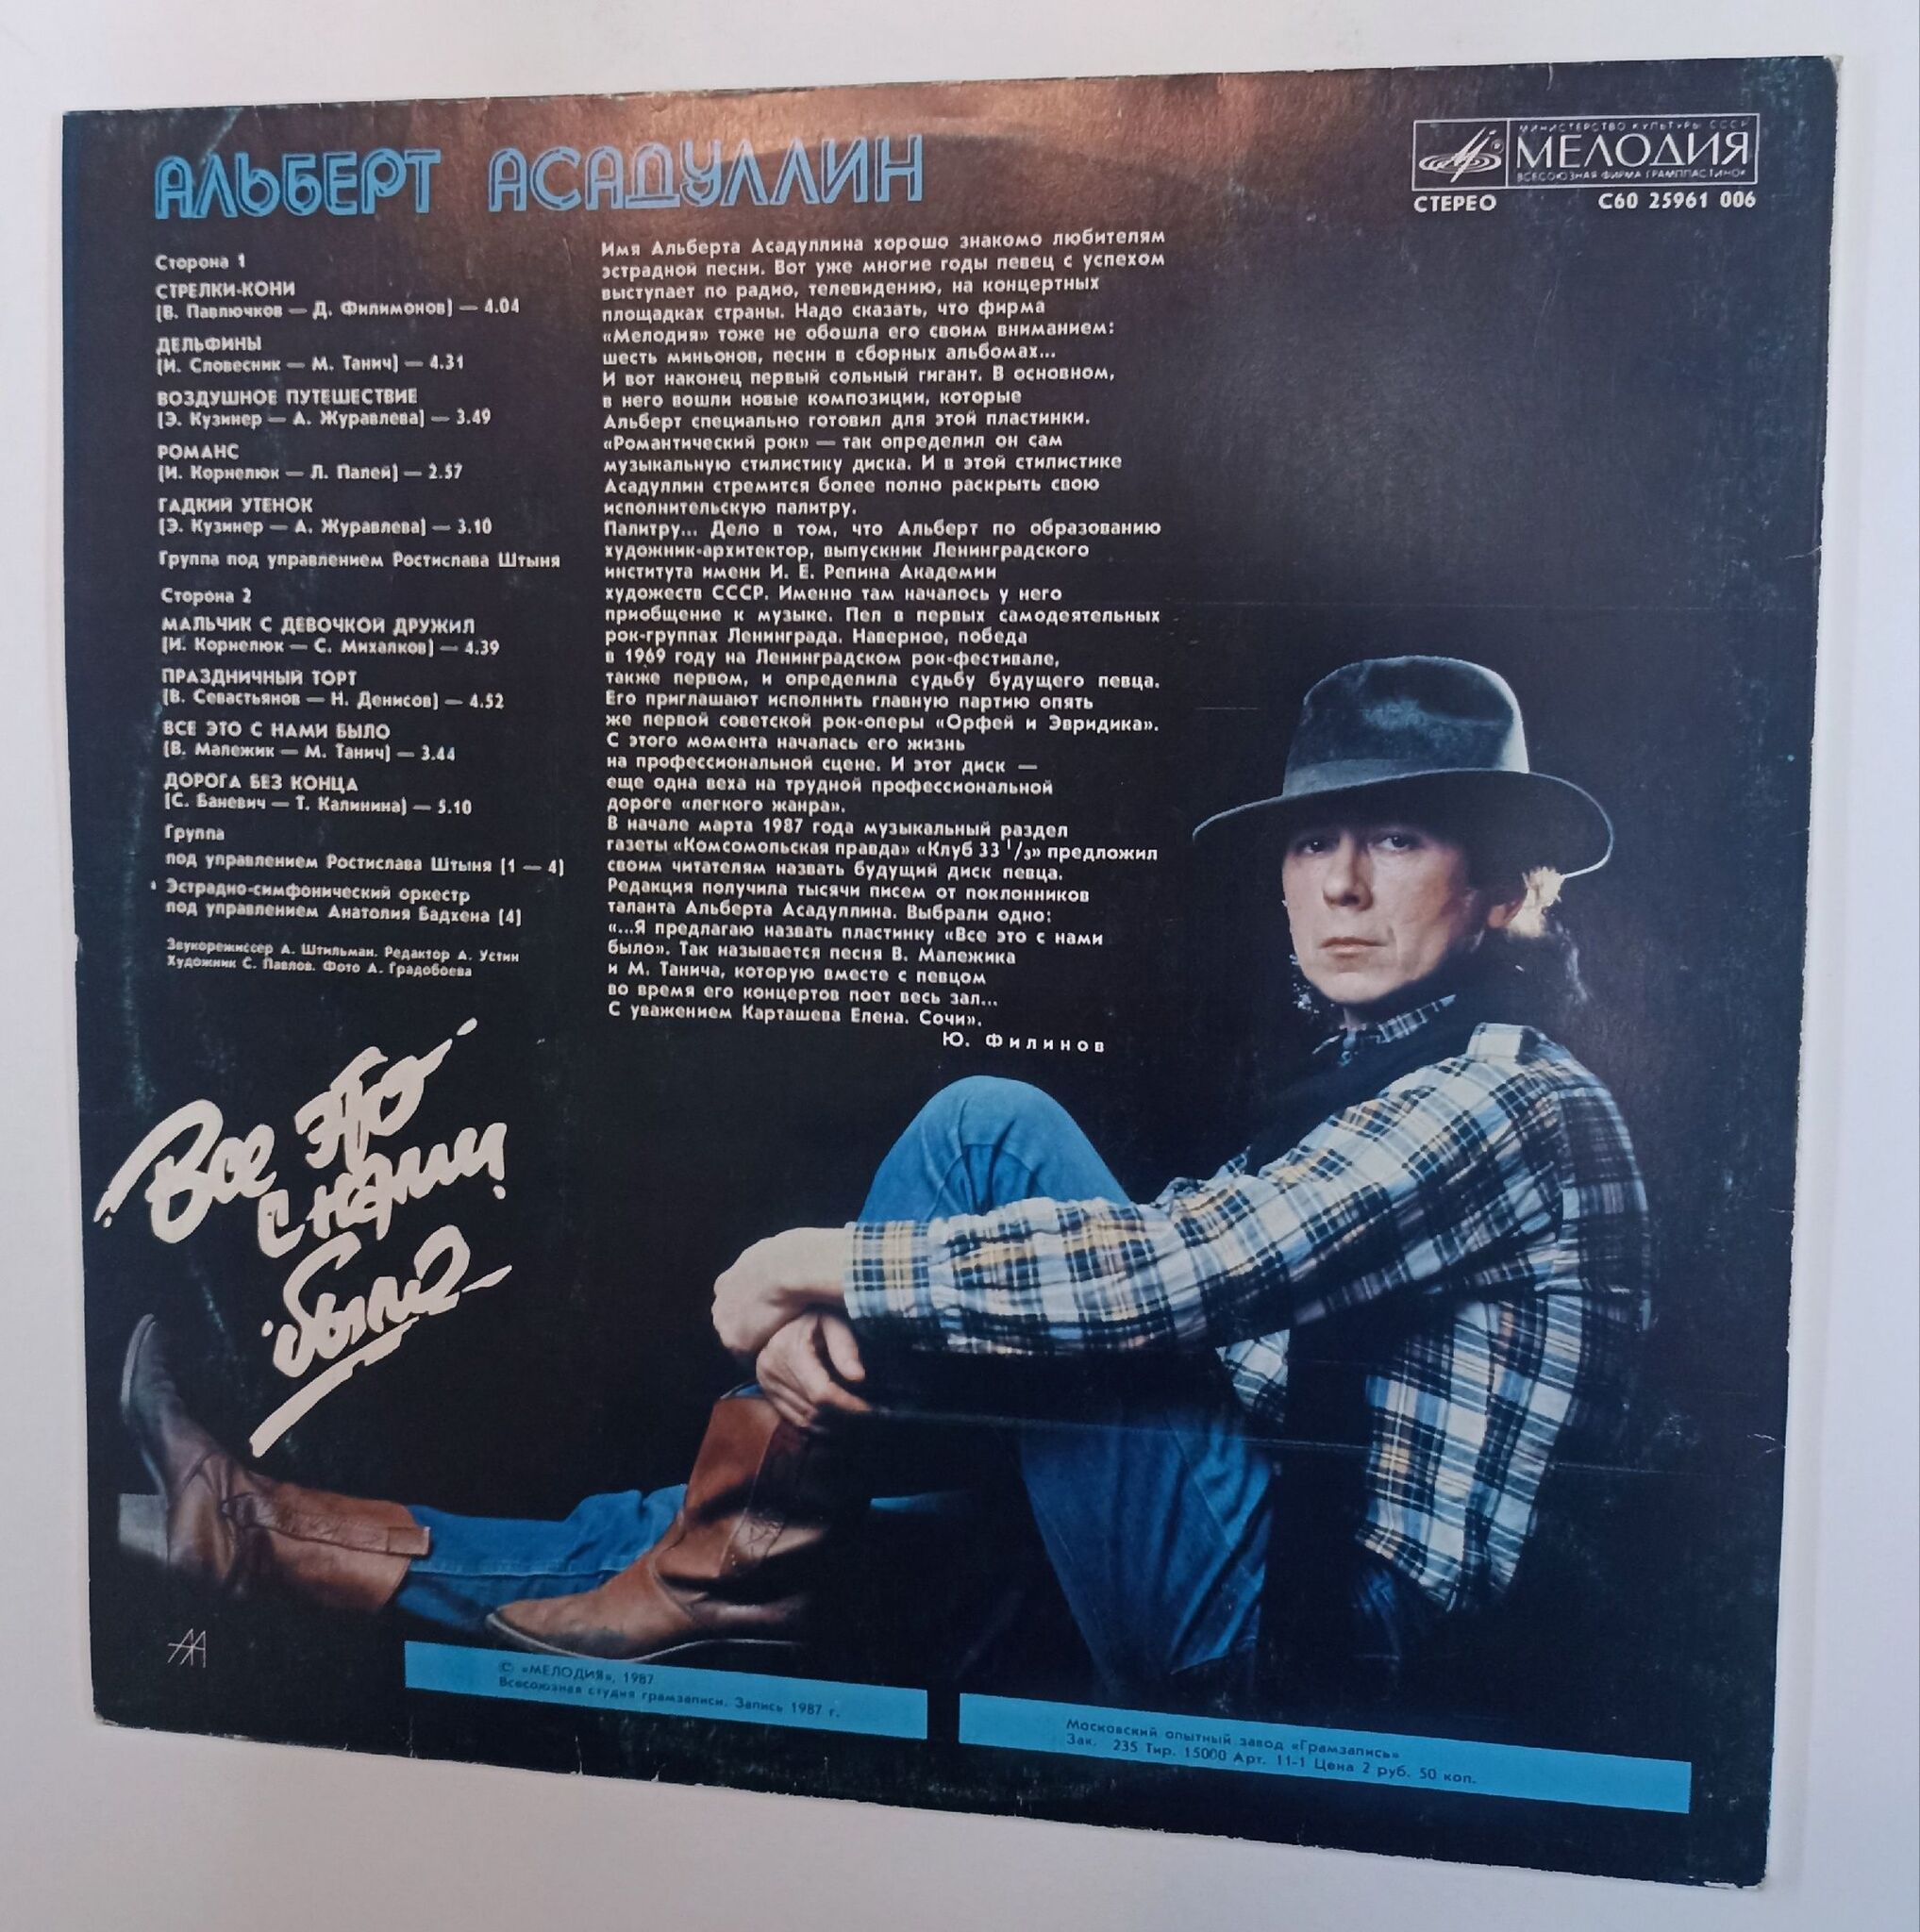 АЛЬБЕРТ АСАДУЛЛИН
МИНИСТЕРСТВО КУЛЬТУРЫ СССР
МЕЛОДИЯ
ВСЕСОЮЗНАЯ ФИРМА ГРАМПЛАСТИНОК
СТЕРЕО С60 25961 006
Сторона 1
СТРЕЛКИ-КОНИ
(В. Павлючков — Д. Филимонов) — 4.04
ДЕЛЬФИНЫ
(И. Словесник — М. Танич) — 4.31
ВОЗДУШНОЕ ПУТЕШЕСТВИЕ
(Э. Кузинер — А. Журавлева) — 3.49
РОМАНС
(И. Корнелюк — Л. Палей) — 2.57
ГАДКИЙ УТЕНОК
(Э. Кузинер — А. Журавлева) — 3.10
Группа под управлением Ростислава Штыня
Сторона 2
МАЛЬЧИК С ДЕВОЧКОЙ ДРУЖИЛ
(И. Корнелюк — С. Михалков) — 4.39
ПРАЗДНИЧНЫЙ ТОРТ
(В. Севастьянов — Н. Денисов) — 4.52
ВСЕ ЭТО С НАМИ БЫЛО
(В. Малежик — М. Танич) — 3.44
ДОРОГА БЕЗ КОНЦА
(С. Баневич — Т. Калинина) — 5.10
Группа
под управлением Ростислава Штыня (1 — 4)
Эстрадно-симфонический оркестр
под управлением Анатолия Бадхена (4)
Звукорежиссер А. Штильман. Редактор А. Устин
Художник С. Павлов. Фото А. Градобоева
Имя Альберта Асадуллина хорошо знакомо любителям
эстрадной песни. Вот уже многие годы певец с успехом
выступает по радио, телевидению, на концертных
площадках страны. Надо сказать, что фирма
«Мелодия» тоже не обошла его своим вниманием:
шесть миньонов, песни в сборных альбомах...
И вот наконец первый сольный гигант. В основном,
в него вошли новые композиции, которые
Альберт специально готовил для этой пластинки.
«Романтический рок» — так определил он сам
музыкальную стилистику диска. И в этой стилистике
Асадуллин стремится более полно раскрыть свою
исполнительскую палитру.
Палитру... Дело в том, что Альберт по образованию
художник-архитектор, выпускник Ленинградского
института имени И. Е. Репина Академии
художеств СССР. Именно там началось у него
приобщение к музыке. Пел в первых самодеятельных
рок-группах Ленинграда. Наверное, победа
в 1969 году на Ленинградском рок-фестивале,
также первом, и определила судьбу будущего певца.
Его приглашают исполнить главную партию опять
же первой советской рок-оперы «Орфей и Эвридика».
С этого момента началась его жизнь
на профессиональной сцене. И этот диск —
еще одна веха на трудной профессиональной
дороге «легкого жанра».
В начале марта 1987 года музыкальный раздел
газеты «Комсомольская правда» «Клуб 33 1/3» предложил
своим читателям назвать будущий диск певца.
Редакция получила тысячи писем от поклонников
таланта Альберта Асадуллина. Выбрали одно:
«...Я предлагаю назвать пластинку «Все это с нами
было». Так называется песня В. Малежика
и М. Танича, которую вместе с певцом
во время его концертов поет весь зал...
С уважением Карташева Елена. Сочи».
Ю. Филинов
Все это
с нами
было
© «МЕЛОДИЯ», 1987
Всесоюзная студия грамзаписи. Запись 1987 г.
Московский опытный завод «Грамзапись»
Зак. 235 Тир. 15000 Арт. 11-1 Цена 2 руб. 50 коп.